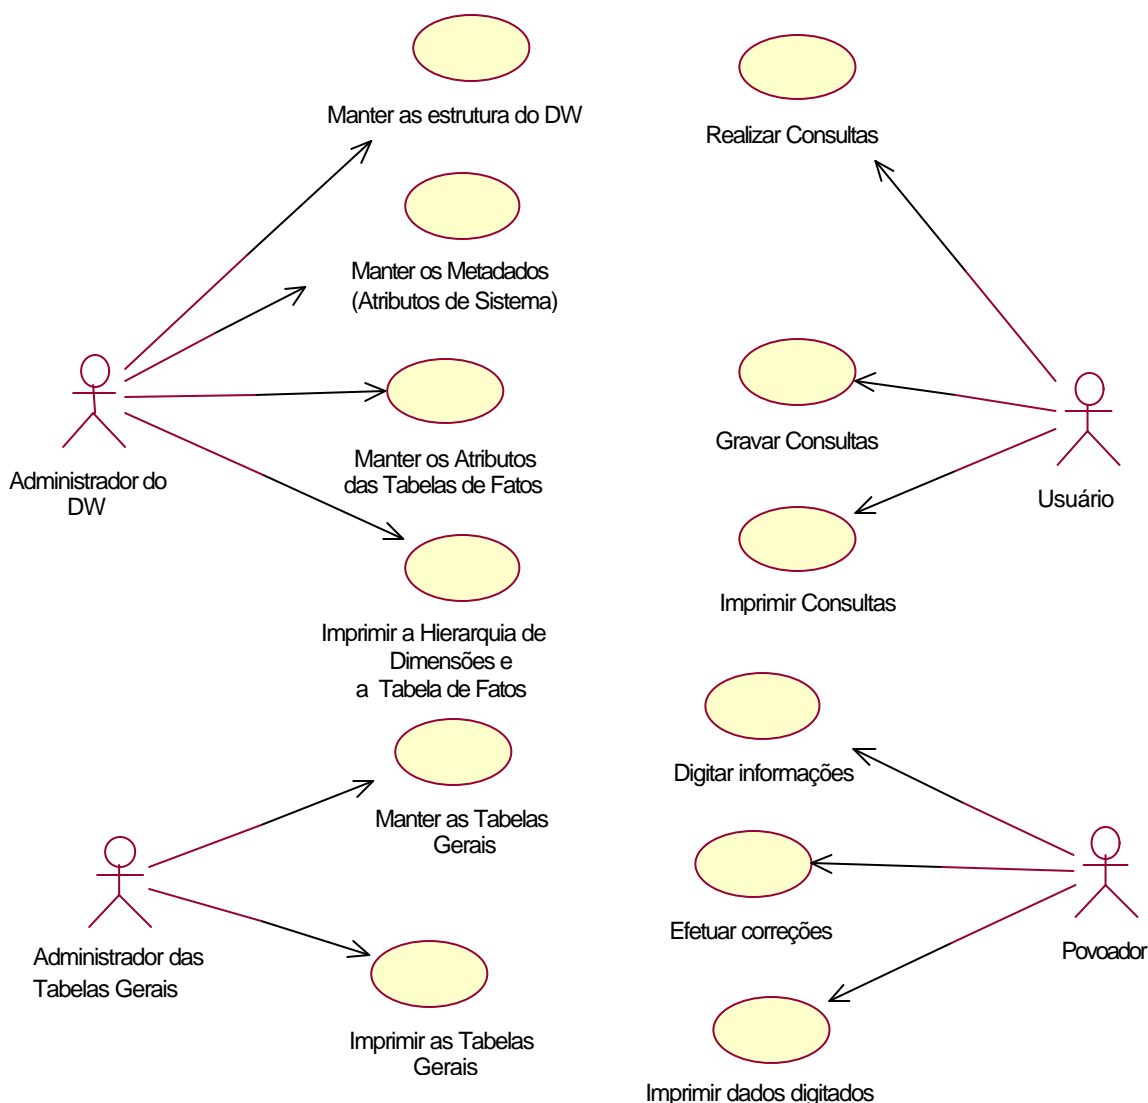 Manter as estrutura do DW
Manter os Metadados
(Atributos de Sistema)
Administrador do
DW
Manter os Atributos
das Tabelas de Fatos
Imprimir a Hierarquia de
Dimensões e
a Tabela de Fatos
Realizar Consultas
Gravar Consultas
Usuário
Imprimir Consultas
Manter as Tabelas
Gerais
Administrador das
Tabelas Gerais
Imprimir as Tabelas
Gerais
Digitar informações
Efetuar correções
Povoador
Imprimir dados digitados